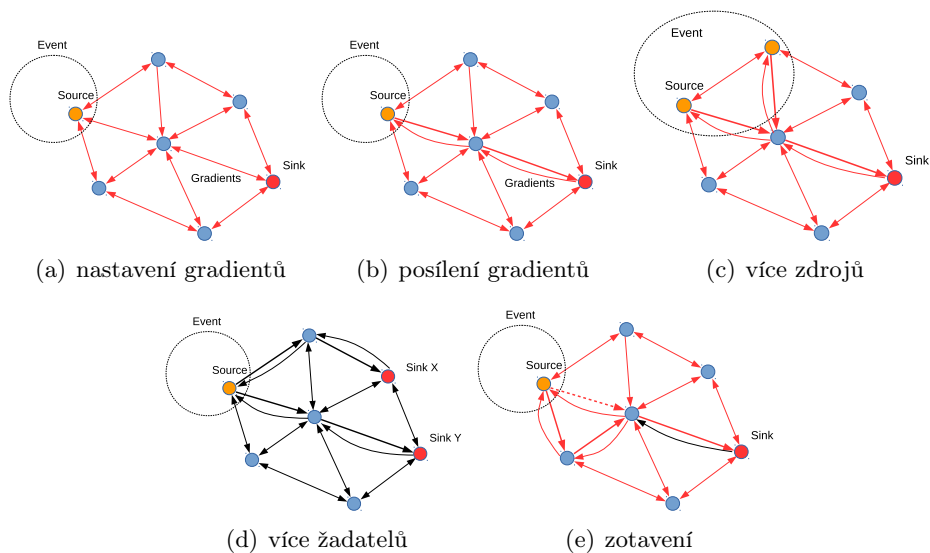 Event
Source
Gradients
Sink
(a) nastavení gradientů
Event
Source
Gradients
Sink
(b) posílení gradientů
Event
Source
Sink
(c) více zdrojů
Event
Source
Sink X
Sink Y
(d) více žadatelů
Event
Source
Sink
(e) zotavení